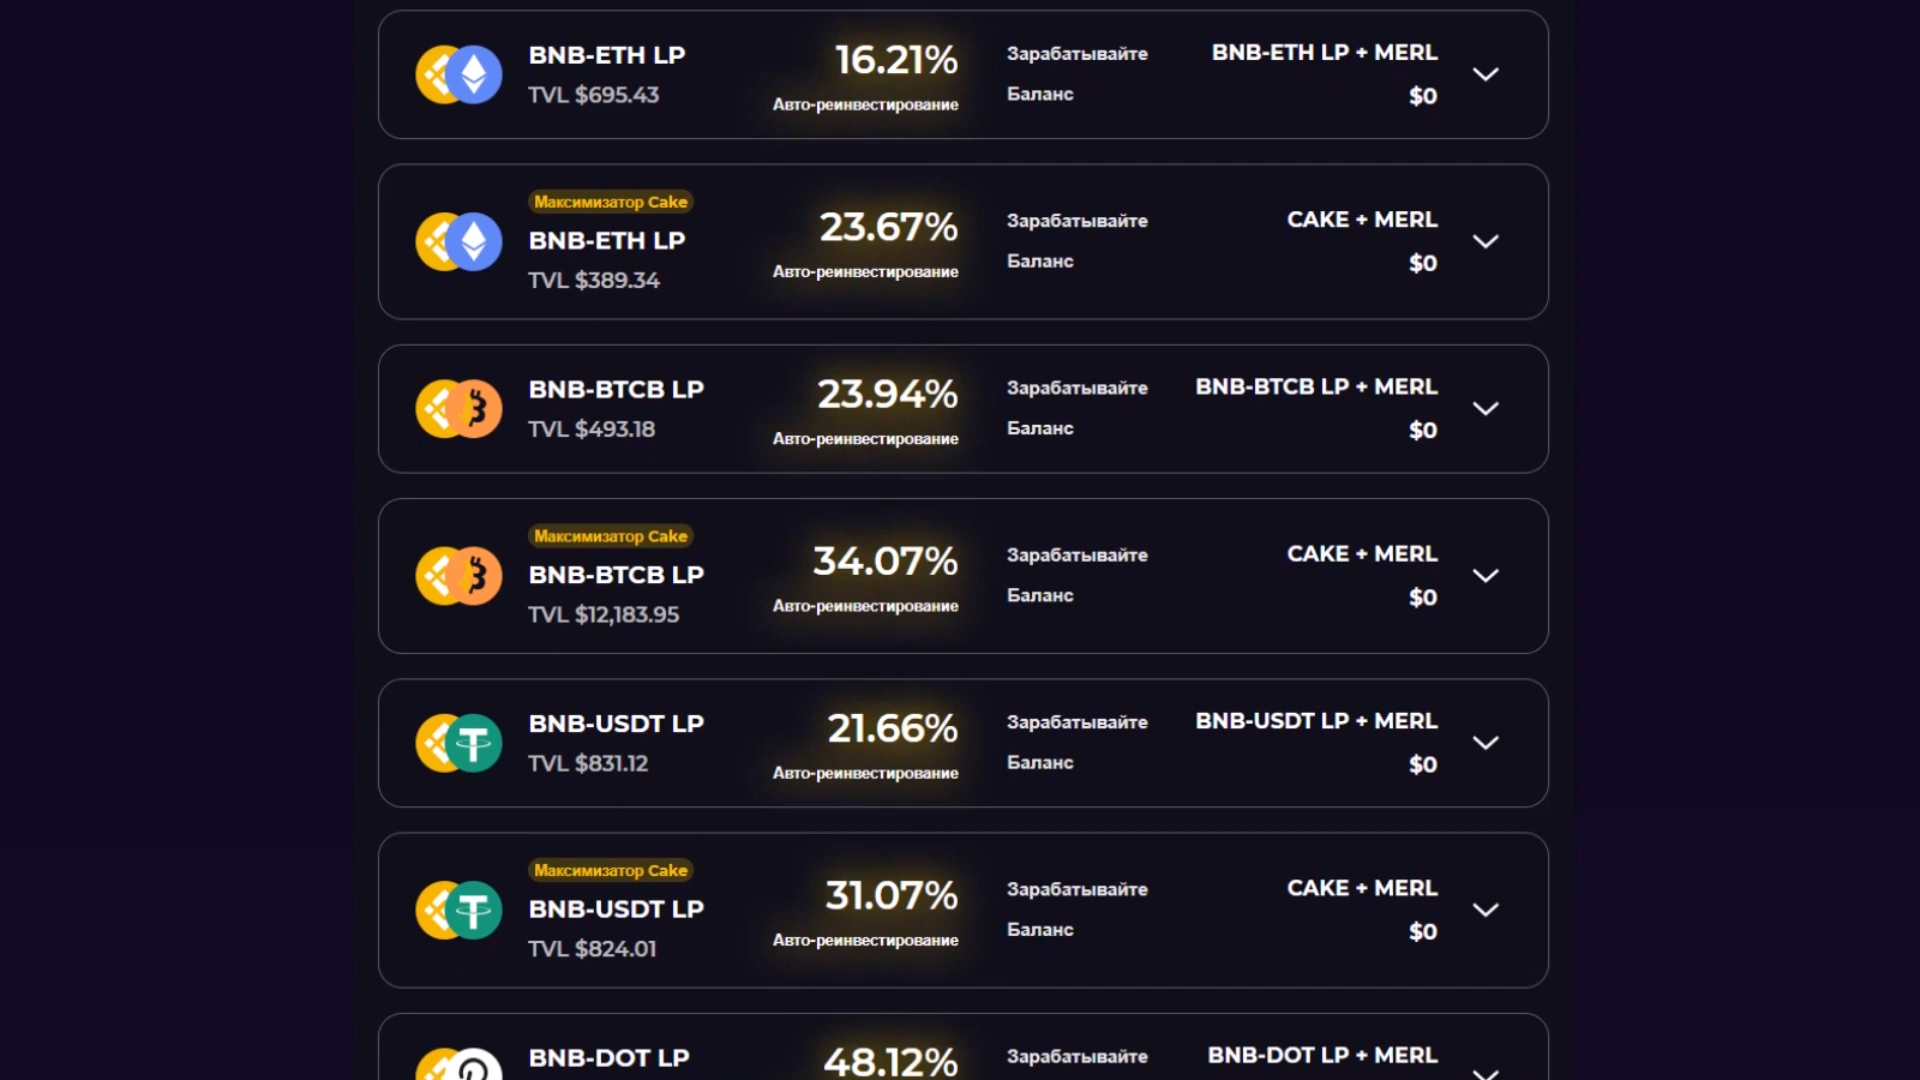 BNB-ETH LP
TVL $695.43
16.21%
Авто-реинвестирование
Зарабатывайте
BNB-ETH LP + MERL
Баланс
$0
Максимизатор Cake
BNB-ETH LP
TVL $389.34
23.67%
Авто-реинвестирование
Зарабатывайте
CAKE + MERL
Баланс
$0
BNB-BTCB LP
TVL $493.18
23.94%
Авто-реинвестирование
Зарабатывайте
BNB-BTCB LP + MERL
Баланс
$0
Максимизатор Cake
BNB-BTCB LP
TVL $12,183.95
34.07%
Авто-реинвестирование
Зарабатывайте
CAKE + MERL
Баланс
$0
BNB-USDT LP
TVL $831.12
21.66%
Авто-реинвестирование
Зарабатывайте
BNB-USDT LP + MERL
Баланс
$0
Максимизатор Cake
BNB-USDT LP
TVL $824.01
31.07%
Авто-реинвестирование
Зарабатывайте
CAKE + MERL
Баланс
$0
BNB-DOT LP
48.12%
Зарабатывайте
BNB-DOT LP + MERL